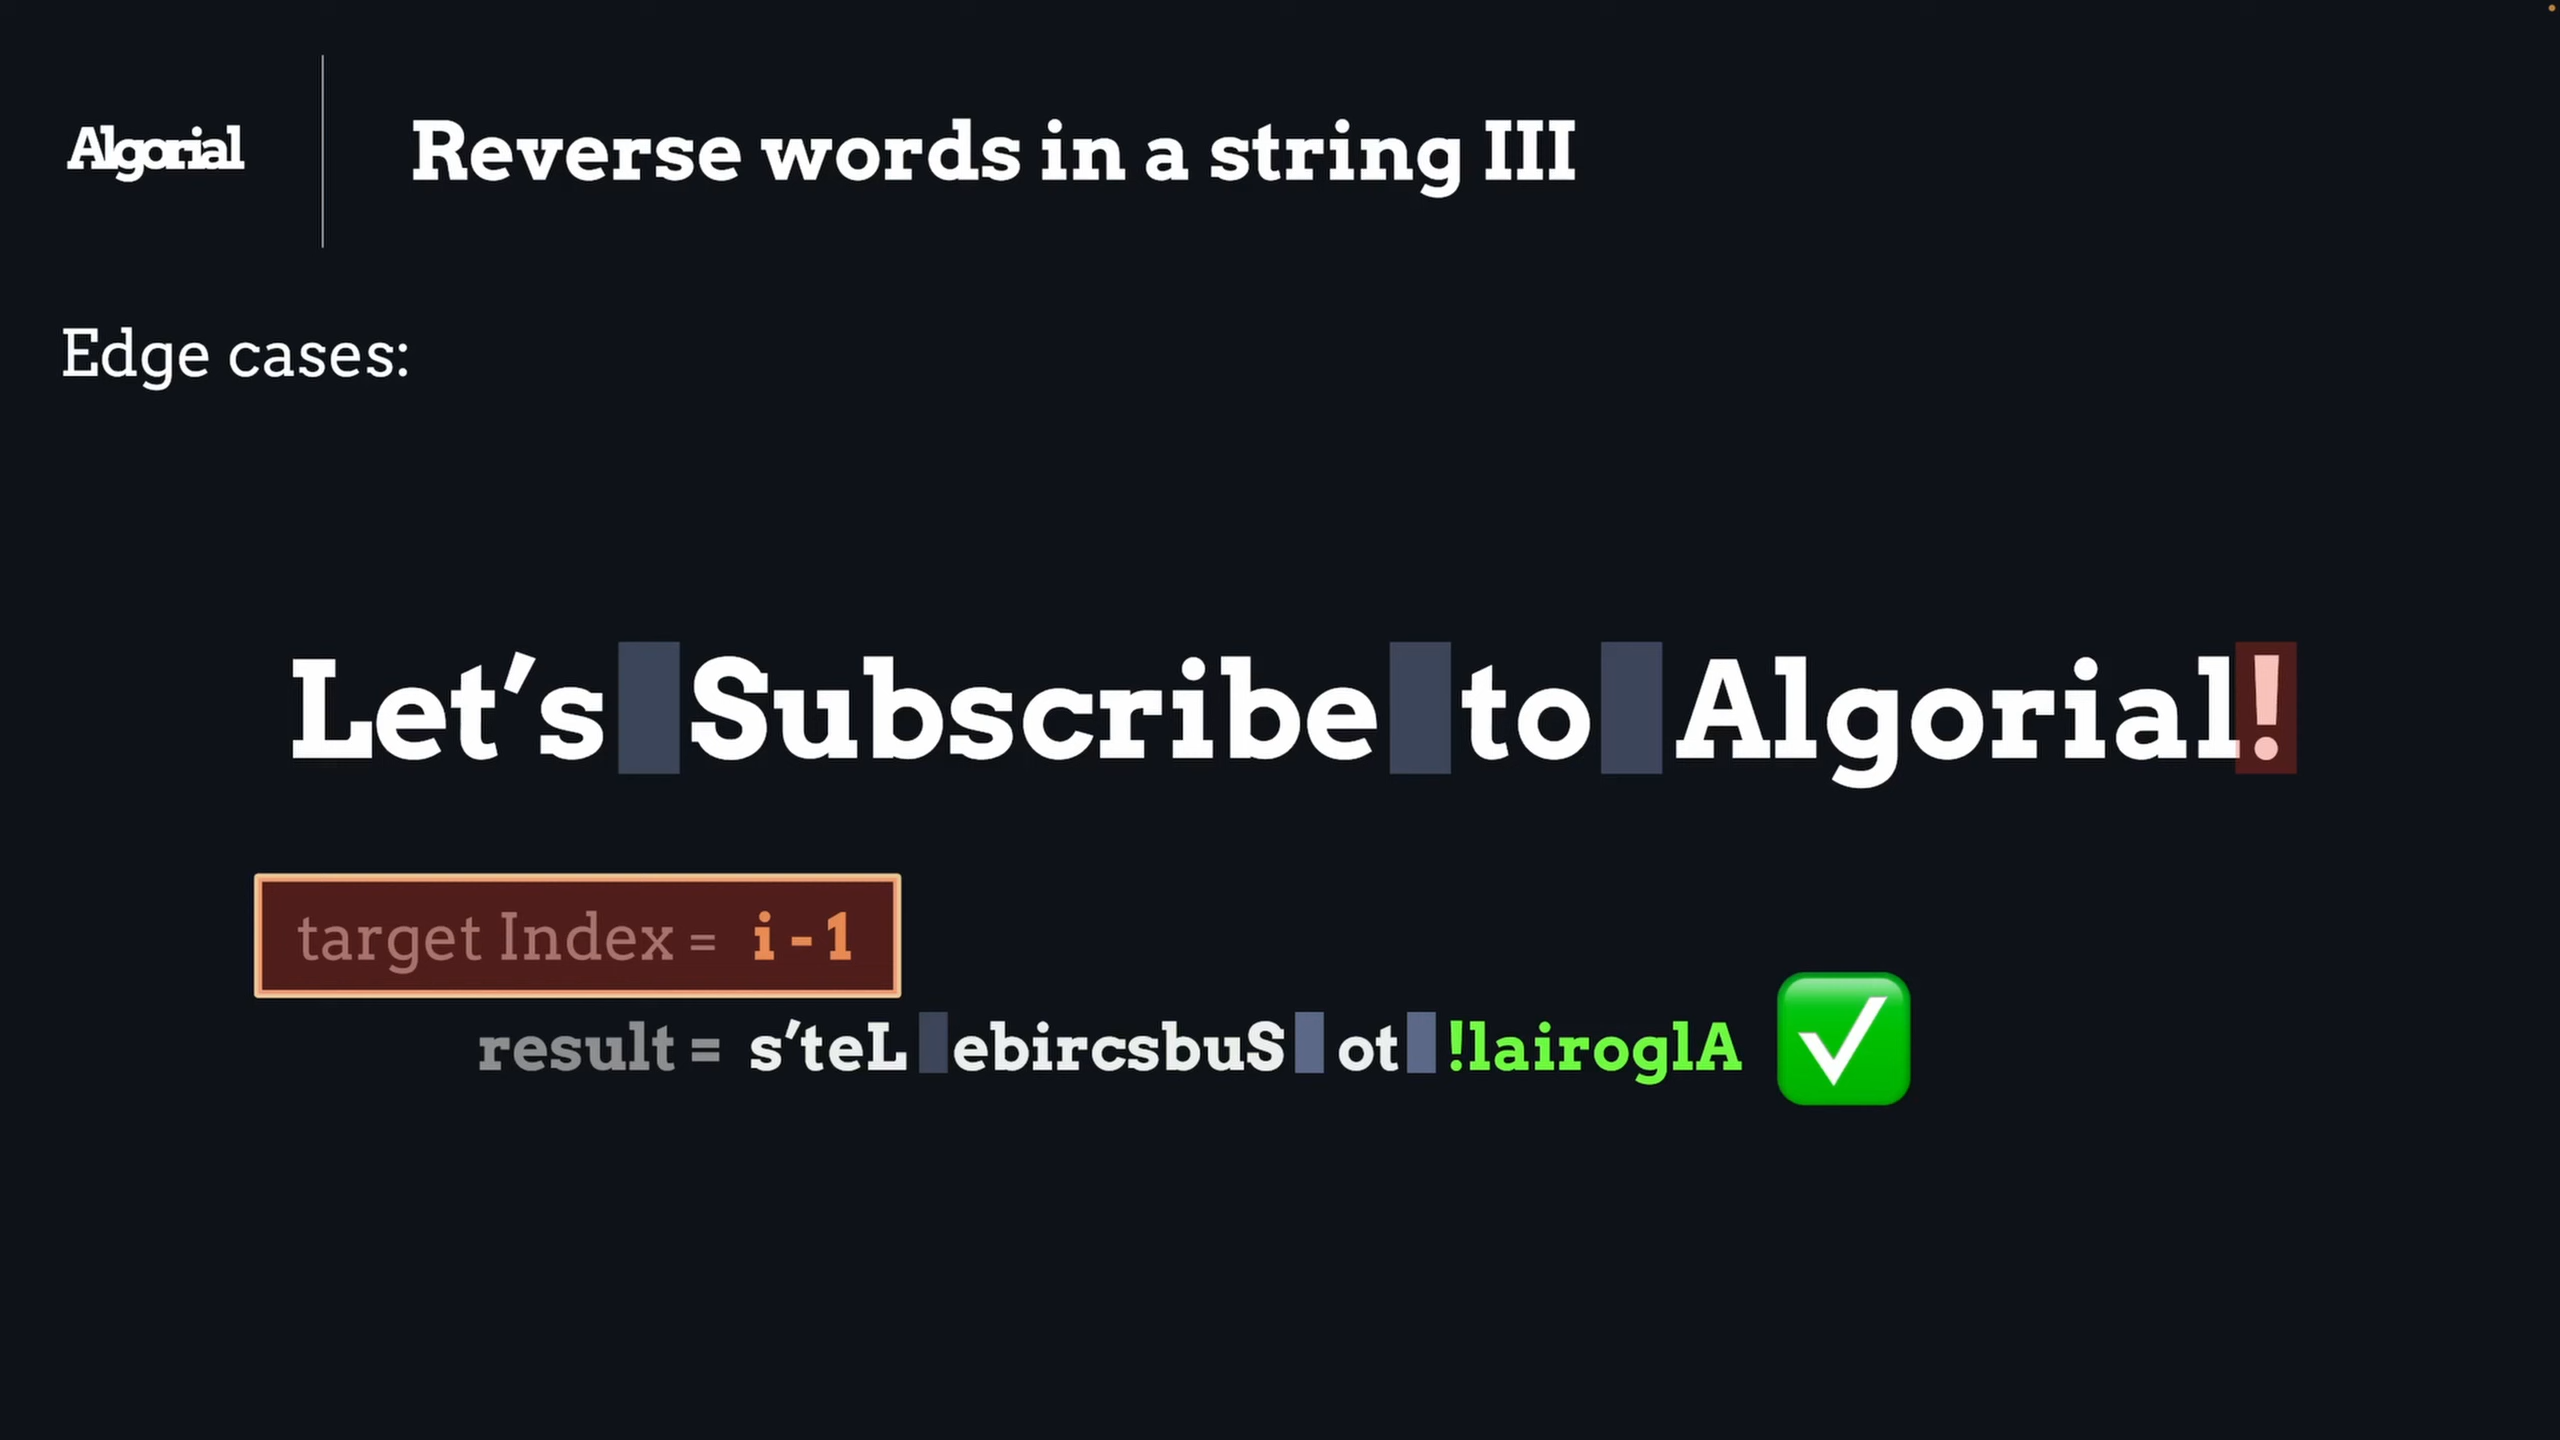 Algorial
Reverse words in a string III
Edge cases:
Let’s Subscribe to Algorial!
target Index = i - 1
result = s’teL ebircsbuS ot !lairoglA